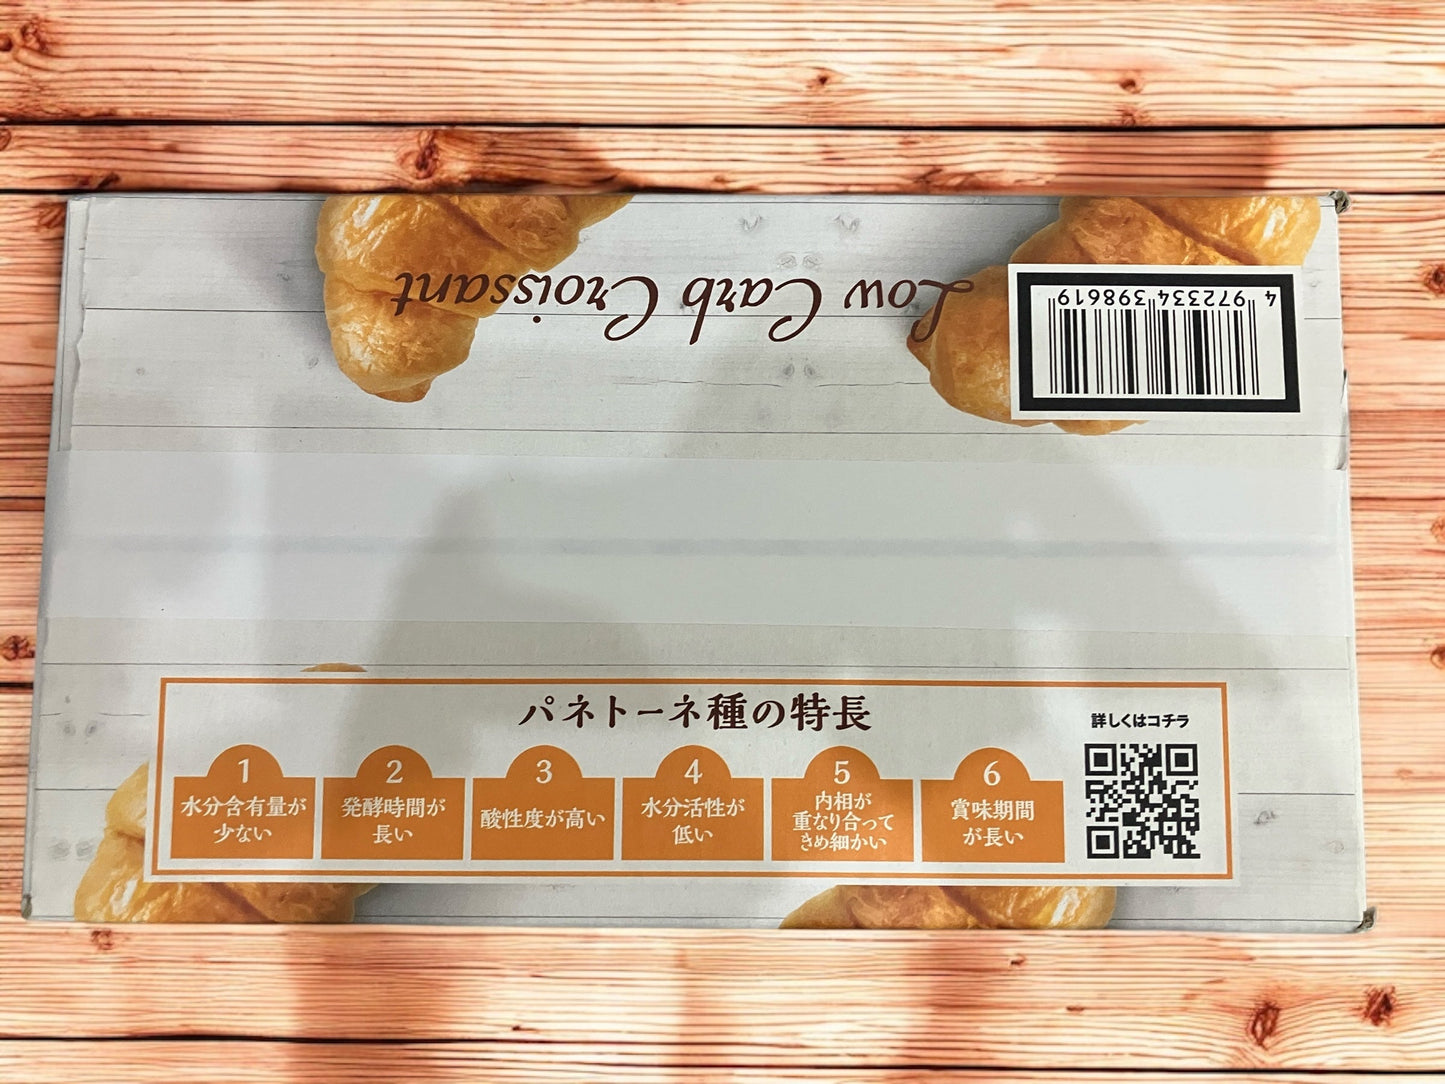 Low Carb Croissant
4 972334 398619
パネトーネ種の特長
詳しくはコチラ
1
水分含有量が
少ない
2
発酵時間が
長い
3
酸性度が高い
4
水分活性が
低い
5
内相が
重なり合って
きめ細かい
6
賞味期間
が長い